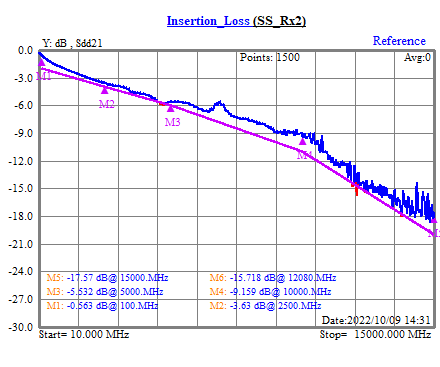 Insertion_Loss (SS_Rx2)
Y: dB , Sdd21
Reference
Points: 1500
Avg:0
0.0
-3.0
-6.0
-9.0
-12.0
-15.0
-18.0
-21.0
-24.0
-27.0
-30.0
M1
M2
M3
M4
M5: -17.57 dB@ 15000.MHz
M6: -15.718 dB@ 12080.MHz
M3: -5.532 dB@ 5000.MHz
M4: -9.159 dB@ 10000.MHz
M1: -0.563 dB@ 100.MHz
M2: -3.63 dB@ 2500.MHz
Date:2022/10/09 14:31
Start= 10.000 MHz
Stop= 15000.000 MHz